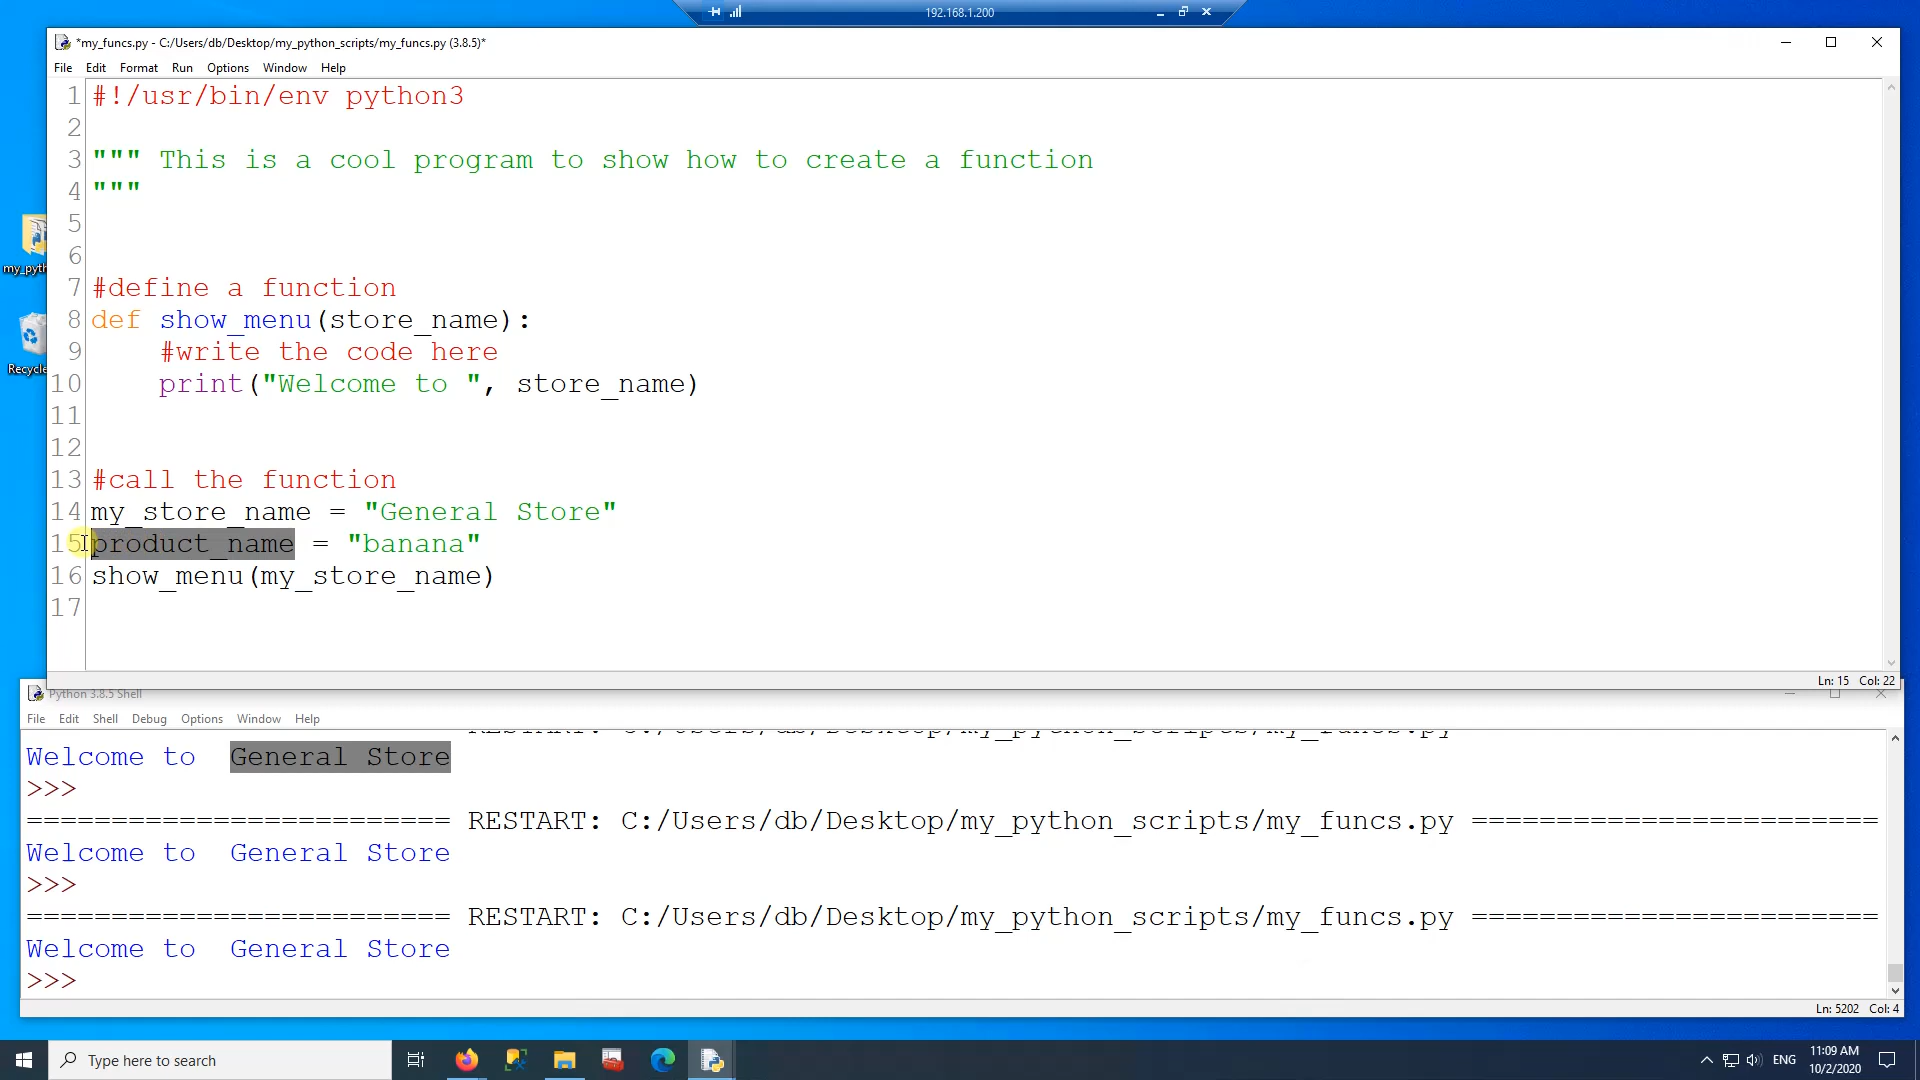 192.168.1.200
*my_funcs.py - C:/Users/db/Desktop/my_python_scripts/my_funcs.py (3.8.5)*
File Edit Format Run Options Window Help
1 #!/usr/bin/env python3
2
3 """ This is a cool program to show how to create a function
4 """
5
6
7 #define a function
8 def show_menu(store_name):
9 #write the code here
10 print("Welcome to ", store_name)
11
12
13 #call the function
14 my_store_name = "General Store"
15 product_name = "banana"
16 show_menu(my_store_name)
17
Ln: 15 Col: 22
my_pyth
Recycle
Python 3.8.5 Shell
File Edit Shell Debug Options Window Help
RESTART: C:/Users/db/Desktop/my_python_scripts/my_funcs.py
Welcome to  General Store
>>>
========================= RESTART: C:/Users/db/Desktop/my_python_scripts/my_funcs.py ========================
Welcome to  General Store
>>>
========================= RESTART: C:/Users/db/Desktop/my_python_scripts/my_funcs.py ========================
Welcome to  General Store
>>>
Ln: 5202 Col: 4
Type here to search
ENG
11:09 AM
10/2/2020